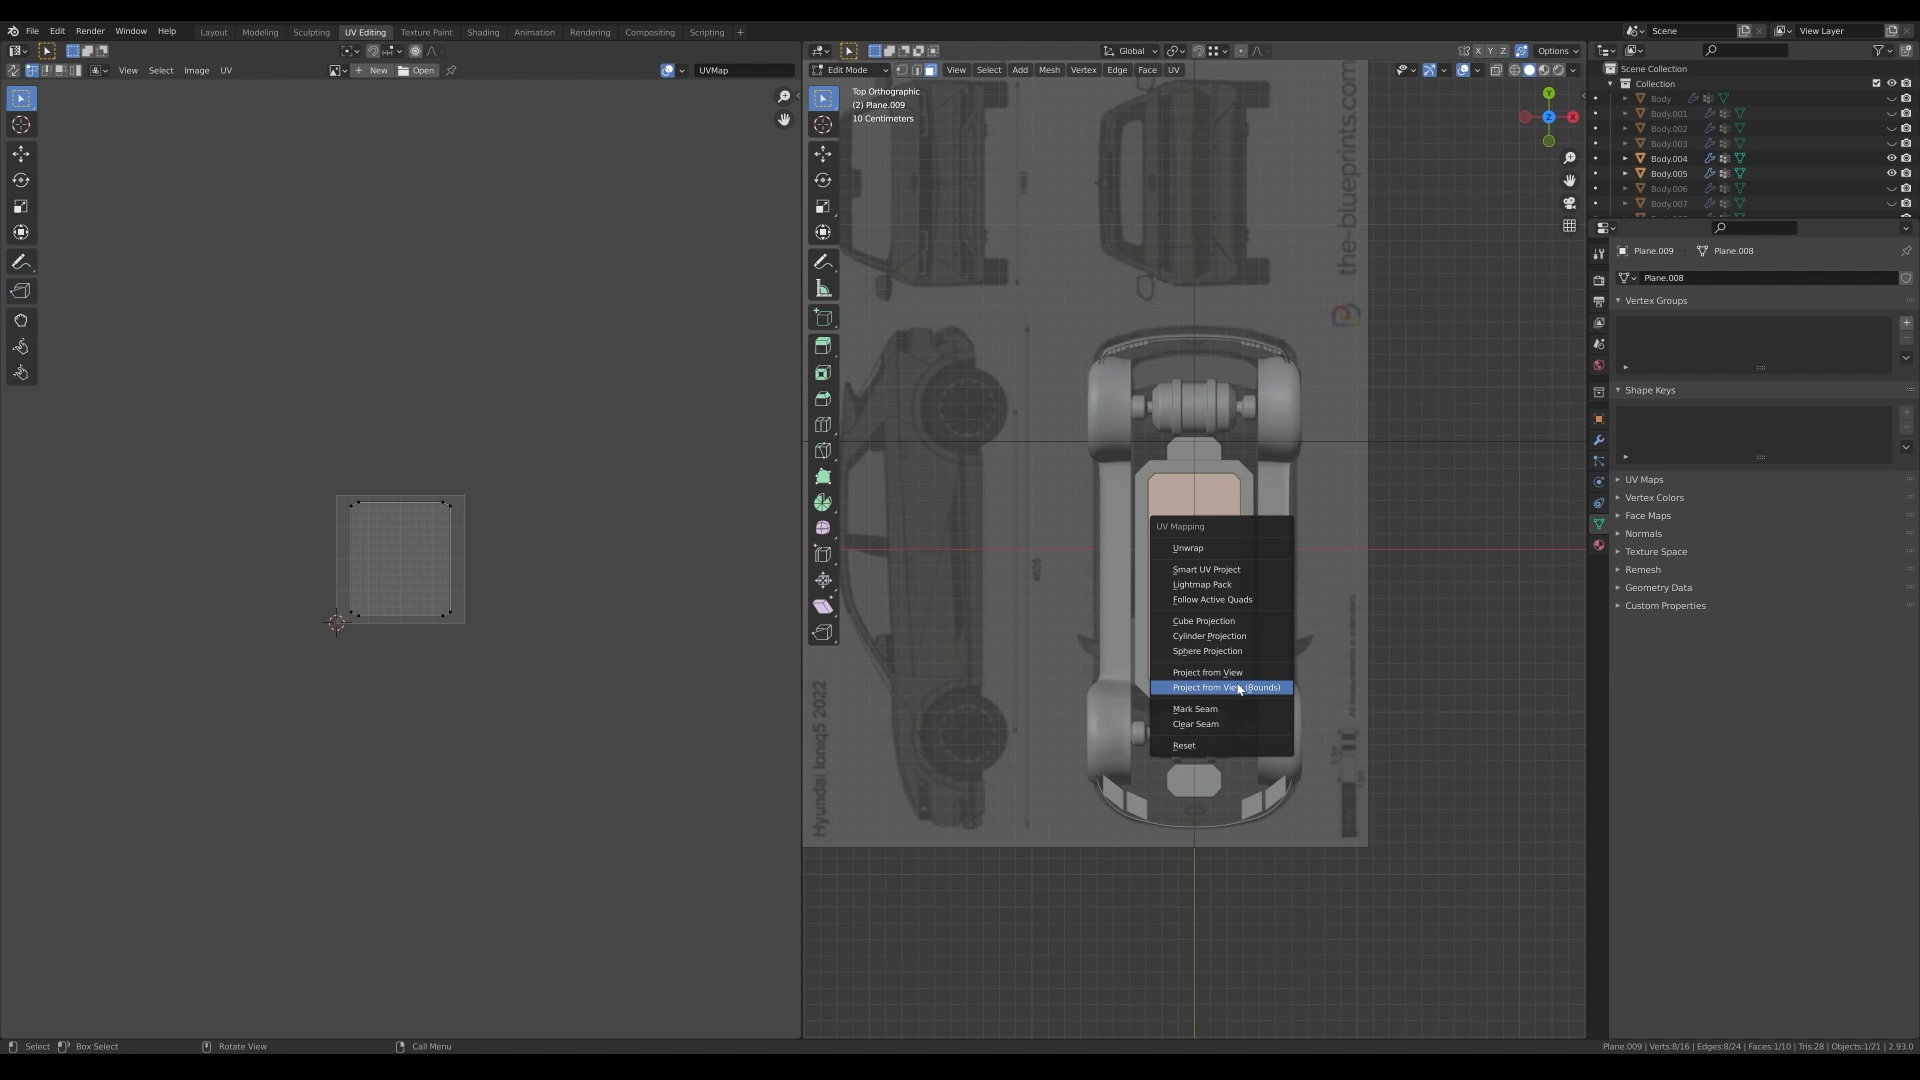 File Edit Render Window Help
Layout Modeling Sculpting UV Editing Texture Paint Shading Animation Rendering Compositing Scripting +
Scene
View Layer
Global
X Y Z
Options
View Select Image UV
New
Open
UVMap
Edit Mode
View Select Add Mesh Vertex Edge Face UV
Top Orthographic
(2) Plane.009
10 Centimeters
Y
Z
X
the-blueprints.com
Hyundai Ioniq5 2022
UV Mapping
Unwrap
Smart UV Project
Lightmap Pack
Follow Active Quads
Cube Projection
Cylinder Projection
Sphere Projection
Project from View
Project from View (Bounds)
Mark Seam
Clear Seam
Reset
Scene Collection
Collection
Body
Body.001
Body.002
Body.003
Body.004
Body.005
Body.006
Body.007
Plane.009
Plane.008
Plane.008
Vertex Groups
Shape Keys
UV Maps
Vertex Colors
Face Maps
Normals
Texture Space
Remesh
Geometry Data
Custom Properties
Select
Box Select
Rotate View
Call Menu
Plane.009 | Verts:8/16 | Edges:8/24 | Faces:1/10 | Tris:28 | Objects:1/21 | 2.93.0